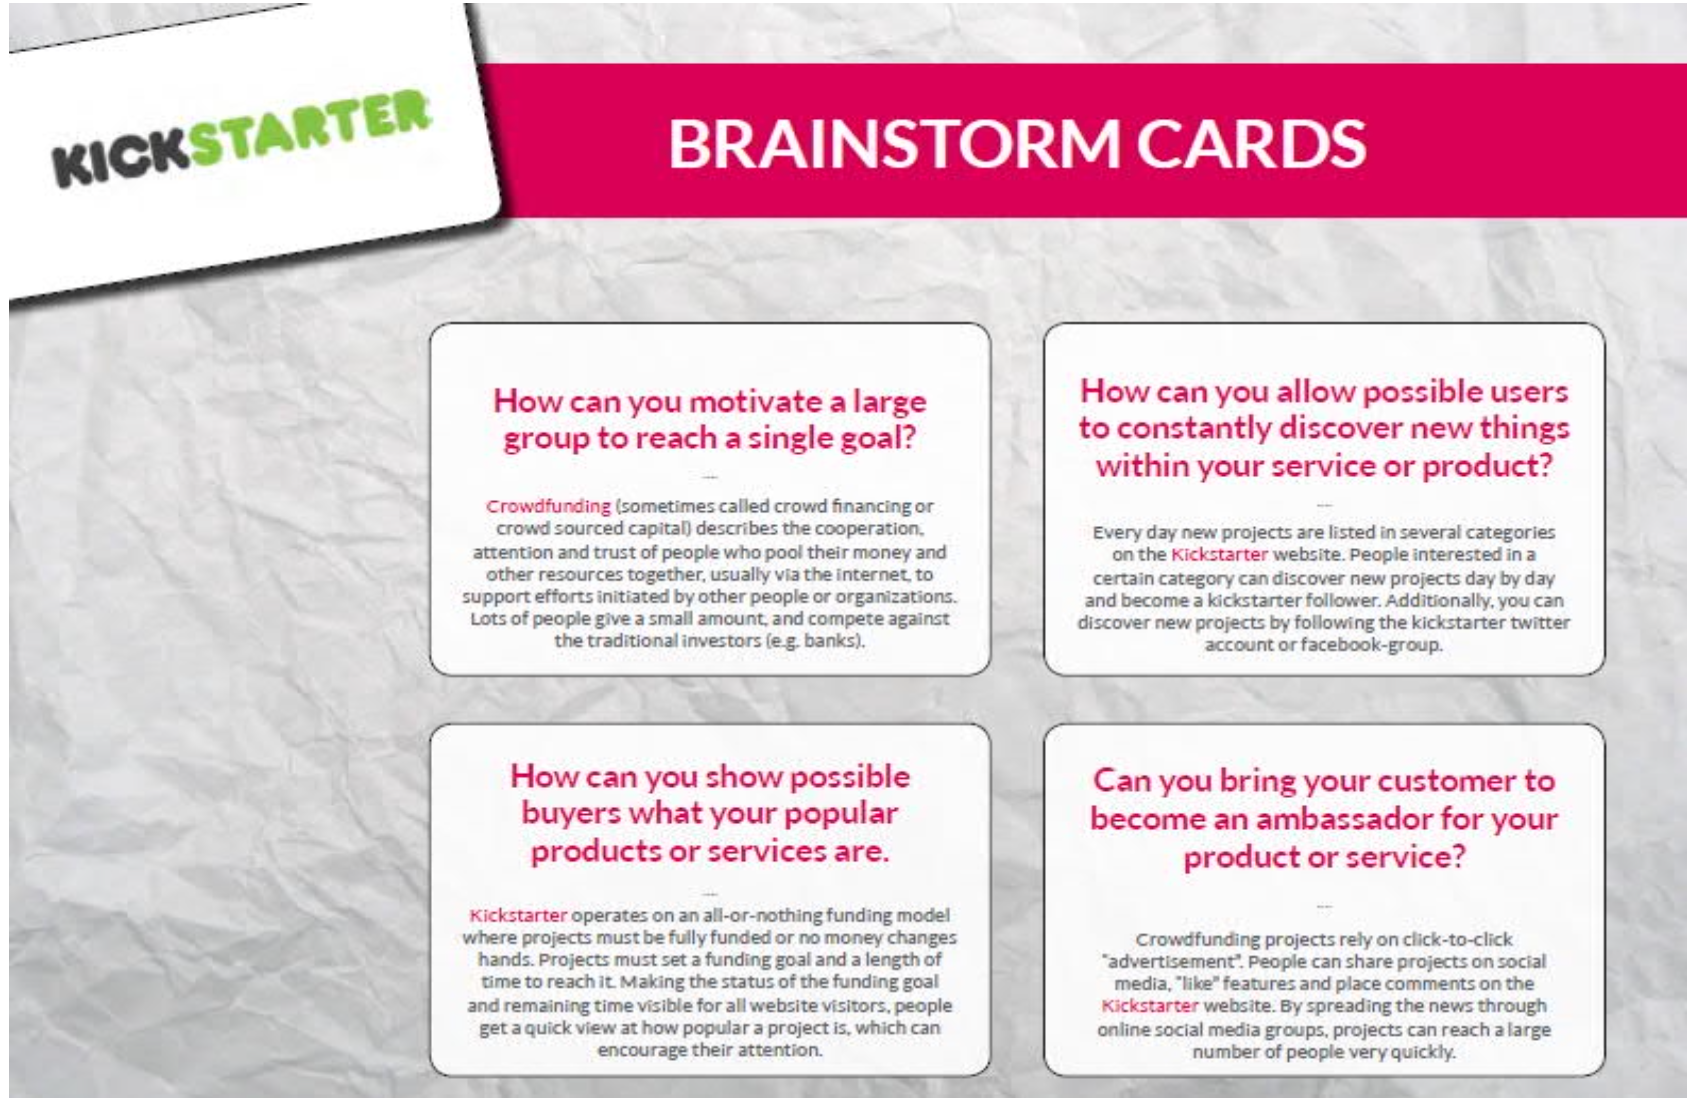 KICKSTARTER
BRAINSTORM CARDS
How can you motivate a large
group to reach a single goal?
Crowdfunding (sometimes called crowd financing or
crowd sourced capital) describes the cooperation,
attention and trust of people who pool their money and
other resources together, usually via the internet, to
support efforts initiated by other people or organizations.
Lots of people give a small amount, and compete against
the traditional investors (e.g. banks).
How can you allow possible users
to constantly discover new things
within your service or product?
Every day new projects are listed in several categories
on the Kickstarter website. People interested in a
certain category can discover new projects day by day
and become a kickstarter follower. Additionally, you can
discover new projects by following the kickstarter twitter
account or facebook-group.
How can you show possible
buyers what your popular
products or services are.
Kickstarter operates on an all-or-nothing funding model
where projects must be fully funded or no money changes
hands. Projects must set a funding goal and a length of
time to reach it. Making the status of the funding goal
and remaining time visible for all website visitors, people
get a quick view at how popular a project is, which can
encourage their attention.
Can you bring your customer to
become an ambassador for your
product or service?
Crowdfunding projects rely on click-to-click
"advertisement". People can share projects on social
media, "like" features and place comments on the
Kickstarter website. By spreading the news through
online social media groups, projects can reach a large
number of people very quickly.